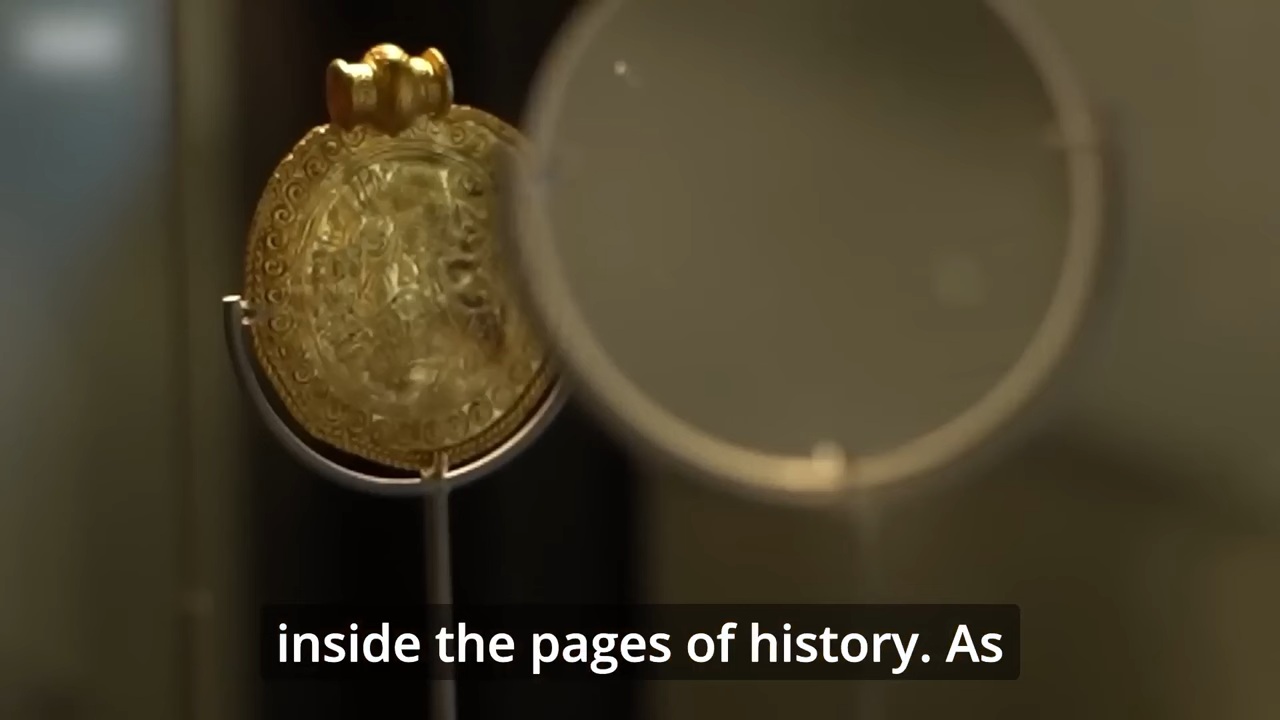 inside the pages of history. As